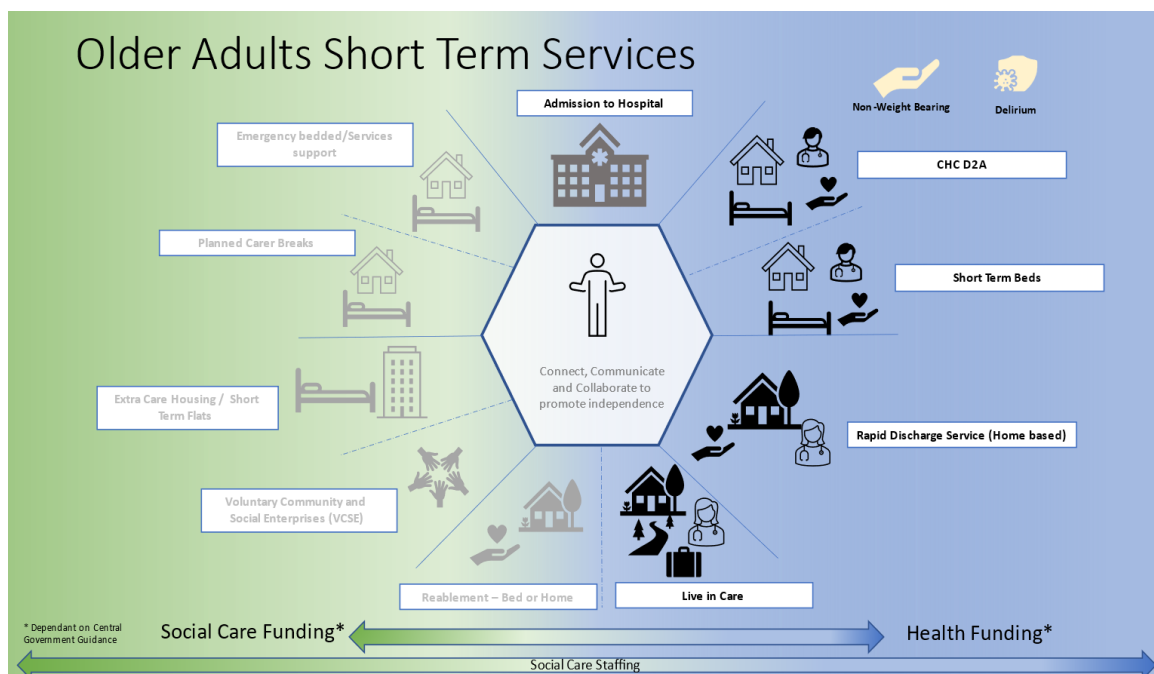 Older Adults Short Term Services
Admission to Hospital
Non-Weight Bearing
Delirium
Emergency bedded/Services
support
CHC D2A
Planned Carer Breaks
Short Term Beds
Connect, Communicate
and Collaborate to
promote independence
Extra Care Housing / Short
Term Flats
Rapid Discharge Service (Home based)
Voluntary Community and
Social Enterprises (VCSE)
Reablement – Bed or Home
Live in Care
* Dependant on Central
Government Guidance
Social Care Funding*
Health Funding*
Social Care Staffing